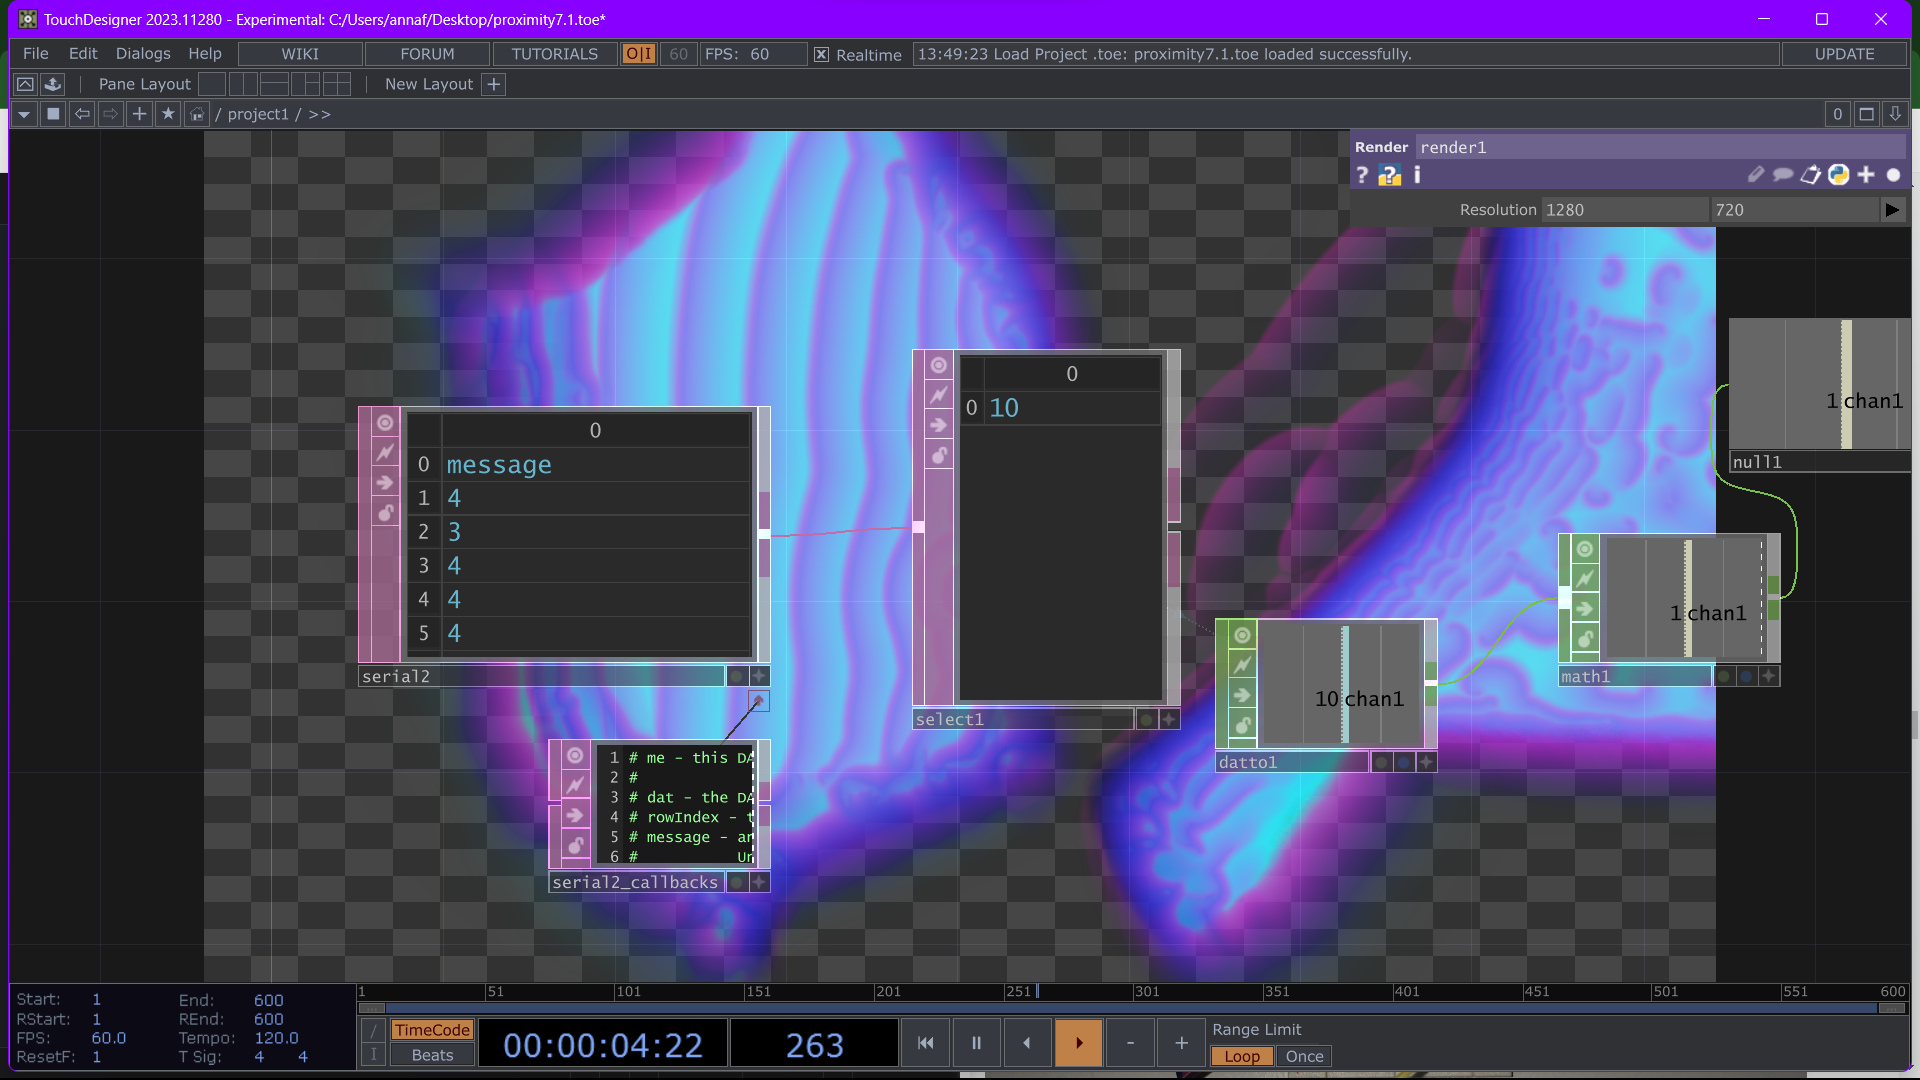 TouchDesigner 2023.11280 - Experimental: C:/Users/annaf/Desktop/proximity7.1.toe*
File Edit Dialogs Help WIKI FORUM TUTORIALS O|I 60 FPS: 60 Realtime 13:49:23 Load Project .toe: proximity7.1.toe loaded successfully. UPDATE
Pane Layout New Layout +
/ project1 / >> 0
Render render1
? ? i
Resolution 1280 720
0
0 10
select1
0
0 message
1 4
2 3
3 4
4 4
5 4
serial2
1 chan1
null1
1 chan1
math1
10 chan1
datto1
1 # me - this DA
2 #
3 # dat - the DA
4 # rowIndex - t
5 # message - an
6 # Un
serial2_callbacks
1 51 101 151 201 251 301 351 401 451 501 551 600
Start: 1 End: 600
RStart: 1 REnd: 600
FPS: 60.0 Tempo: 120.0
ResetF: 1 T Sig: 4 4
/ TimeCode
I Beats
00:00:04:22 263
- +
Range Limit
Loop Once